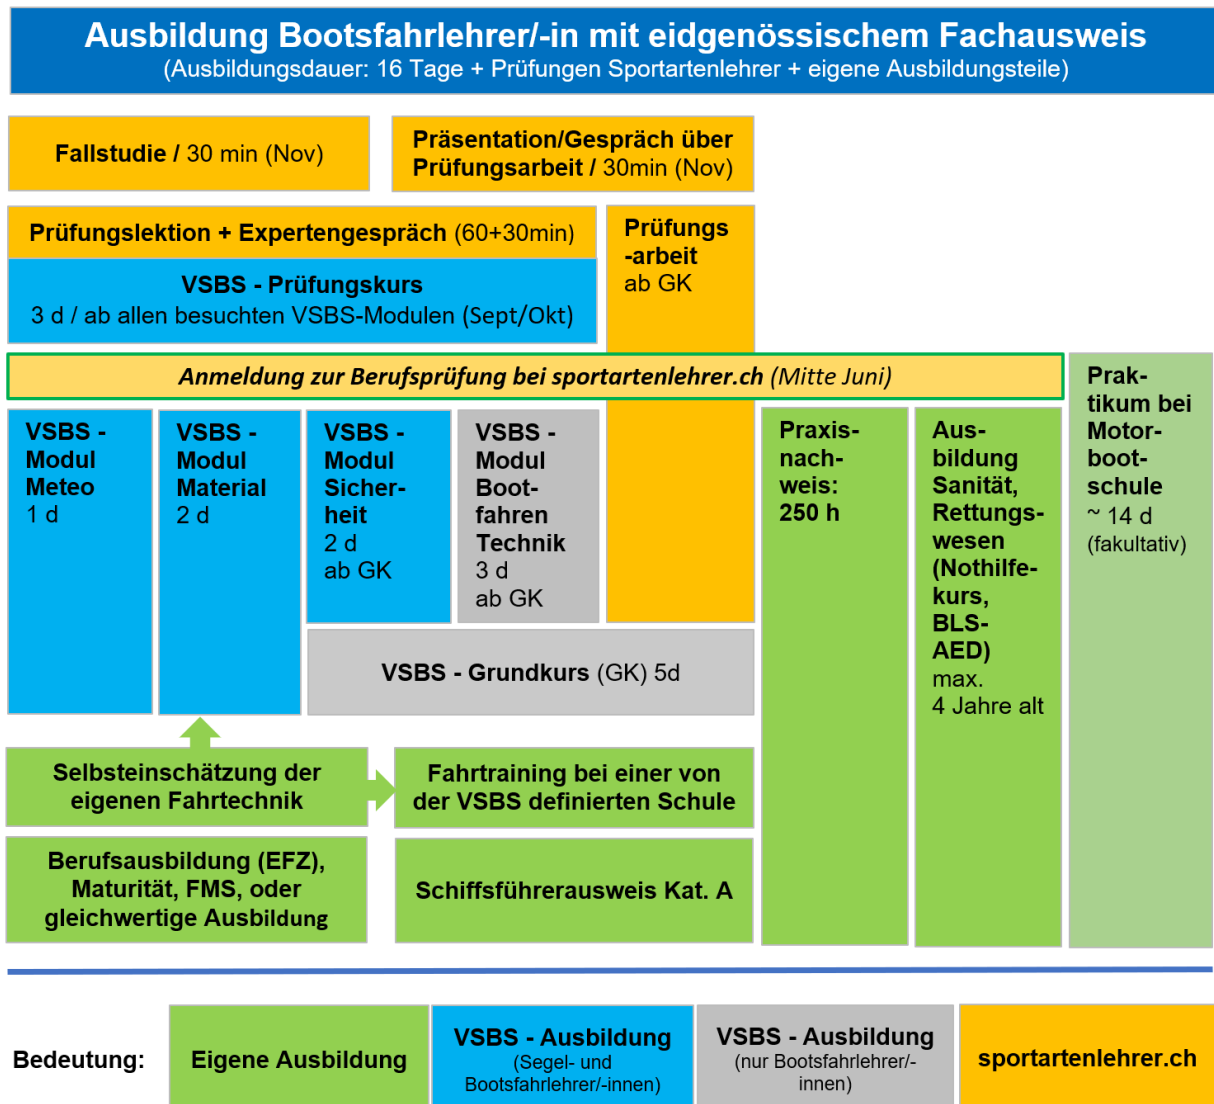 Ausbildung Bootsfahrlehrer/-in mit eidgenössischem Fachausweis
(Ausbildungsdauer: 16 Tage + Prüfungen Sportartenlehrer + eigene Ausbildungsteile)
Fallstudie / 30 min (Nov)
Präsentation/Gespräch über
Prüfungsarbeit / 30min (Nov)
Prüfungslektion + Expertengespräch (60+30min)
VSBS - Prüfungskurs
3 d / ab allen besuchten VSBS-Modulen (Sept/Okt)
Prüfungs
-arbeit
ab GK
Anmeldung zur Berufsprüfung bei sportartenlehrer.ch (Mitte Juni)
VSBS -
Modul
Meteo
1 d
VSBS -
Modul
Material
2 d
VSBS -
Modul
Sicher-
heit
2 d
ab GK
VSBS -
Modul
Boot-
fahren
Technik
3 d
ab GK
VSBS - Grundkurs (GK) 5d
Praxis-
nach-
weis:
250 h
Aus-
bildung
Sanität,
Rettungs-
wesen
(Nothilfe-
kurs,
BLS-
AED)
max.
4 Jahre alt
Prak-
tikum bei
Motor-
boot-
schule
~ 14 d
(fakultativ)
Selbsteinschätzung der
eigenen Fahrtechnik
Fahrtraining bei einer von
der VSBS definierten Schule
Berufsausbildung (EFZ),
Maturität, FMS, oder
gleichwertige Ausbildung
Schiffsführerausweis Kat. A
Bedeutung:
Eigene Ausbildung
VSBS - Ausbildung
(Segel- und
Bootsfahrlehrer/-innen)
VSBS - Ausbildung
(nur Bootsfahrlehrer/-
innen)
sportartenlehrer.ch